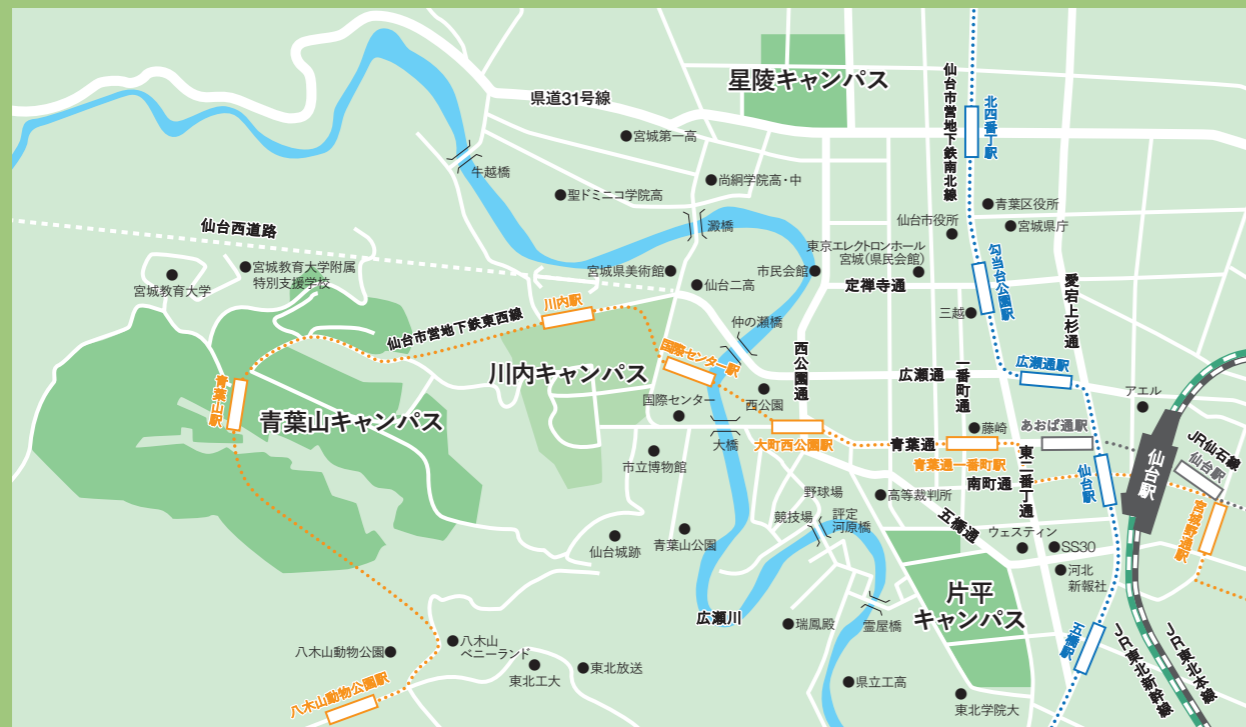 星陵キャンパス
県道31号線
宮城第一高
仙台市営地下鉄南北線
北四番丁駅
牛越橋
聖ドミニコ学院高
尚絅学院高・中
青葉区役所
仙台市役所
宮城県庁
仙台西道路
澱橋
東京エレクトロンホール
宮城(県民会館)
勾当台公園駅
愛宕上杉通
宮城教育大学
宮城教育大学附属
特別支援学校
宮城県美術館
仙台二高
市民会館
定禅寺通
三越
川内駅
仙台市営地下鉄東西線
仲の瀬橋
国際センター駅
西公園通
一番町通
広瀬通
広瀬通駅
川内キャンパス
青葉山駅
青葉山キャンパス
国際センター
西公園
アエル
大橋
大町西公園駅
青葉通
藤崎
あおば通駅
青葉通一番町駅
東二番丁通
仙台駅
仙台駅
JR仙石線
仙台駅
市立博物館
南町通
野球場
高等裁判所
五橋通
宮城野通駅
競技場
評定
河原橋
ウェスティン
SS30
仙台城跡
青葉山公園
河北
新報社
片平
キャンパス
広瀬川
瑞鳳殿
霊屋橋
五橋駅
八木山
ベニーランド
八木山動物公園
東北工大
東北放送
八木山動物公園駅
県立工高
東北学院大
JR東北新幹線
JR東北本線